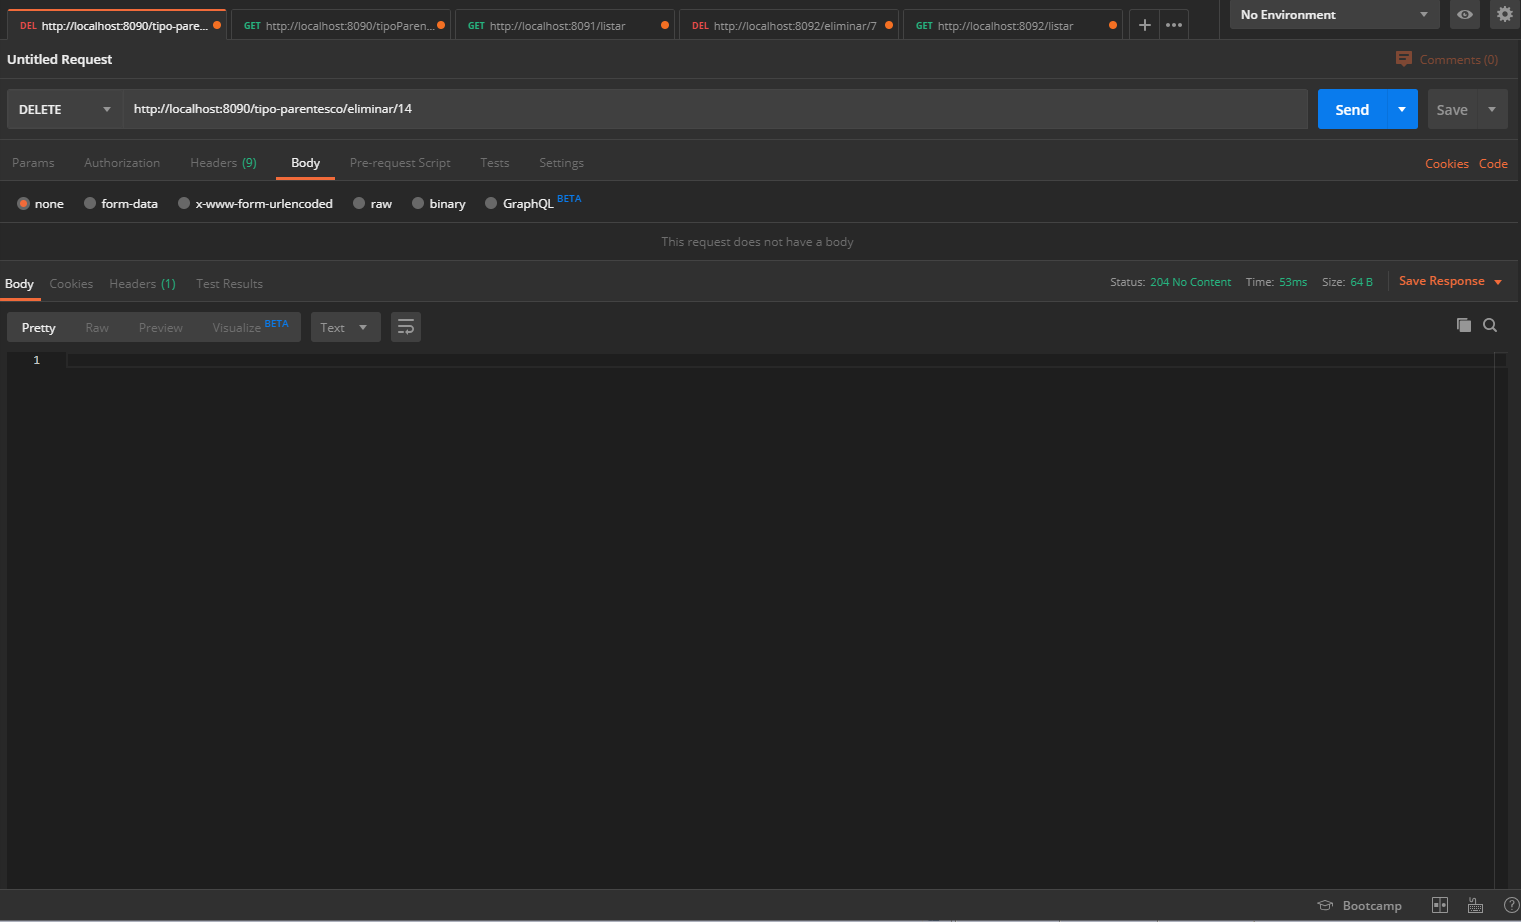 DEL http://localhost:8090/tipo-pare... GET http://localhost:8090/tipoParen... GET http://localhost:8091/listar DEL http://localhost:8092/eliminar/7 GET http://localhost:8092/listar + ••• No Environment
Untitled Request Comments (0)
DELETE http://localhost:8090/tipo-parentesco/eliminar/14 Send Save
Params Authorization Headers (9) Body Pre-request Script Tests Settings Cookies Code
none form-data x-www-form-urlencoded raw binary GraphQL BETA
This request does not have a body
Body Cookies Headers (1) Test Results Status: 204 No Content Time: 53ms Size: 64 B Save Response
Pretty Raw Preview Visualize BETA Text
1
Bootcamp ?